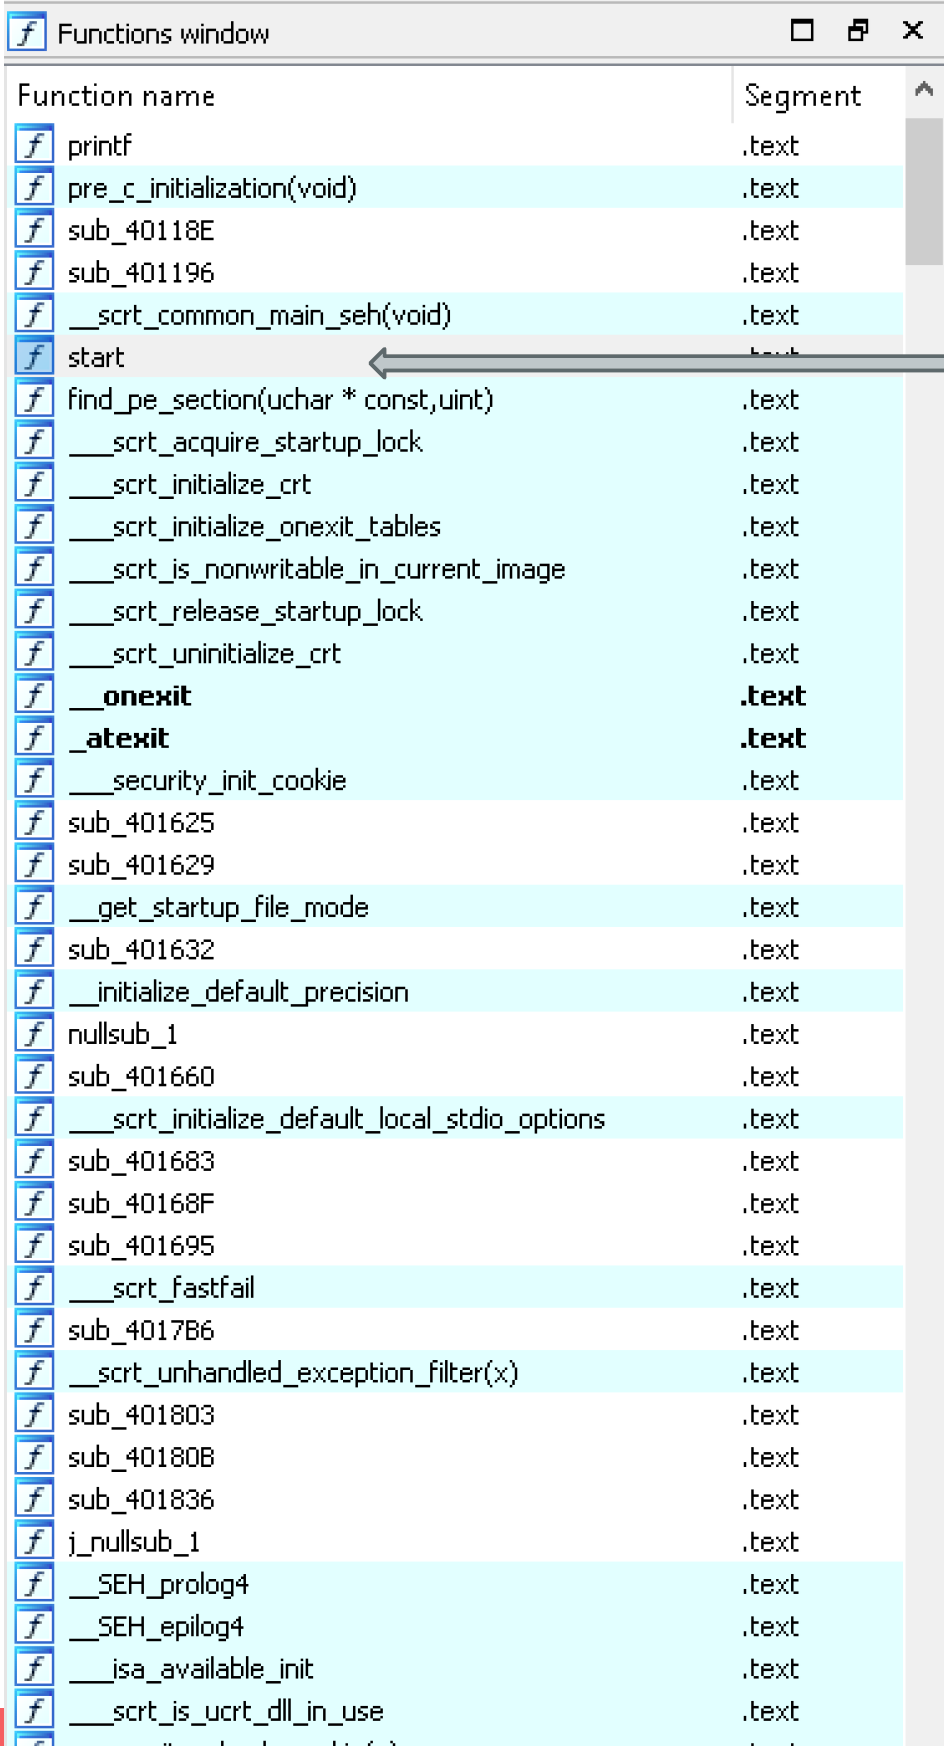 Functions window
Function name Segment
printf .text
pre_c_initialization(void) .text
sub_40118E .text
sub_401196 .text
__scrt_common_main_seh(void) .text
start .text
find_pe_section(uchar * const,uint) .text
___scrt_acquire_startup_lock .text
___scrt_initialize_crt .text
___scrt_initialize_onexit_tables .text
___scrt_is_nonwritable_in_current_image .text
___scrt_release_startup_lock .text
___scrt_uninitialize_crt .text
__onexit .text
_atexit .text
___security_init_cookie .text
sub_401625 .text
sub_401629 .text
__get_startup_file_mode .text
sub_401632 .text
__initialize_default_precision .text
nullsub_1 .text
sub_401660 .text
___scrt_initialize_default_local_stdio_options .text
sub_401683 .text
sub_40168F .text
sub_401695 .text
___scrt_fastfail .text
sub_4017B6 .text
__scrt_unhandled_exception_filter(x) .text
sub_401803 .text
sub_40180B .text
sub_401836 .text
j_nullsub_1 .text
__SEH_prolog4 .text
__SEH_epilog4 .text
___isa_available_init .text
___scrt_is_ucrt_dll_in_use .text